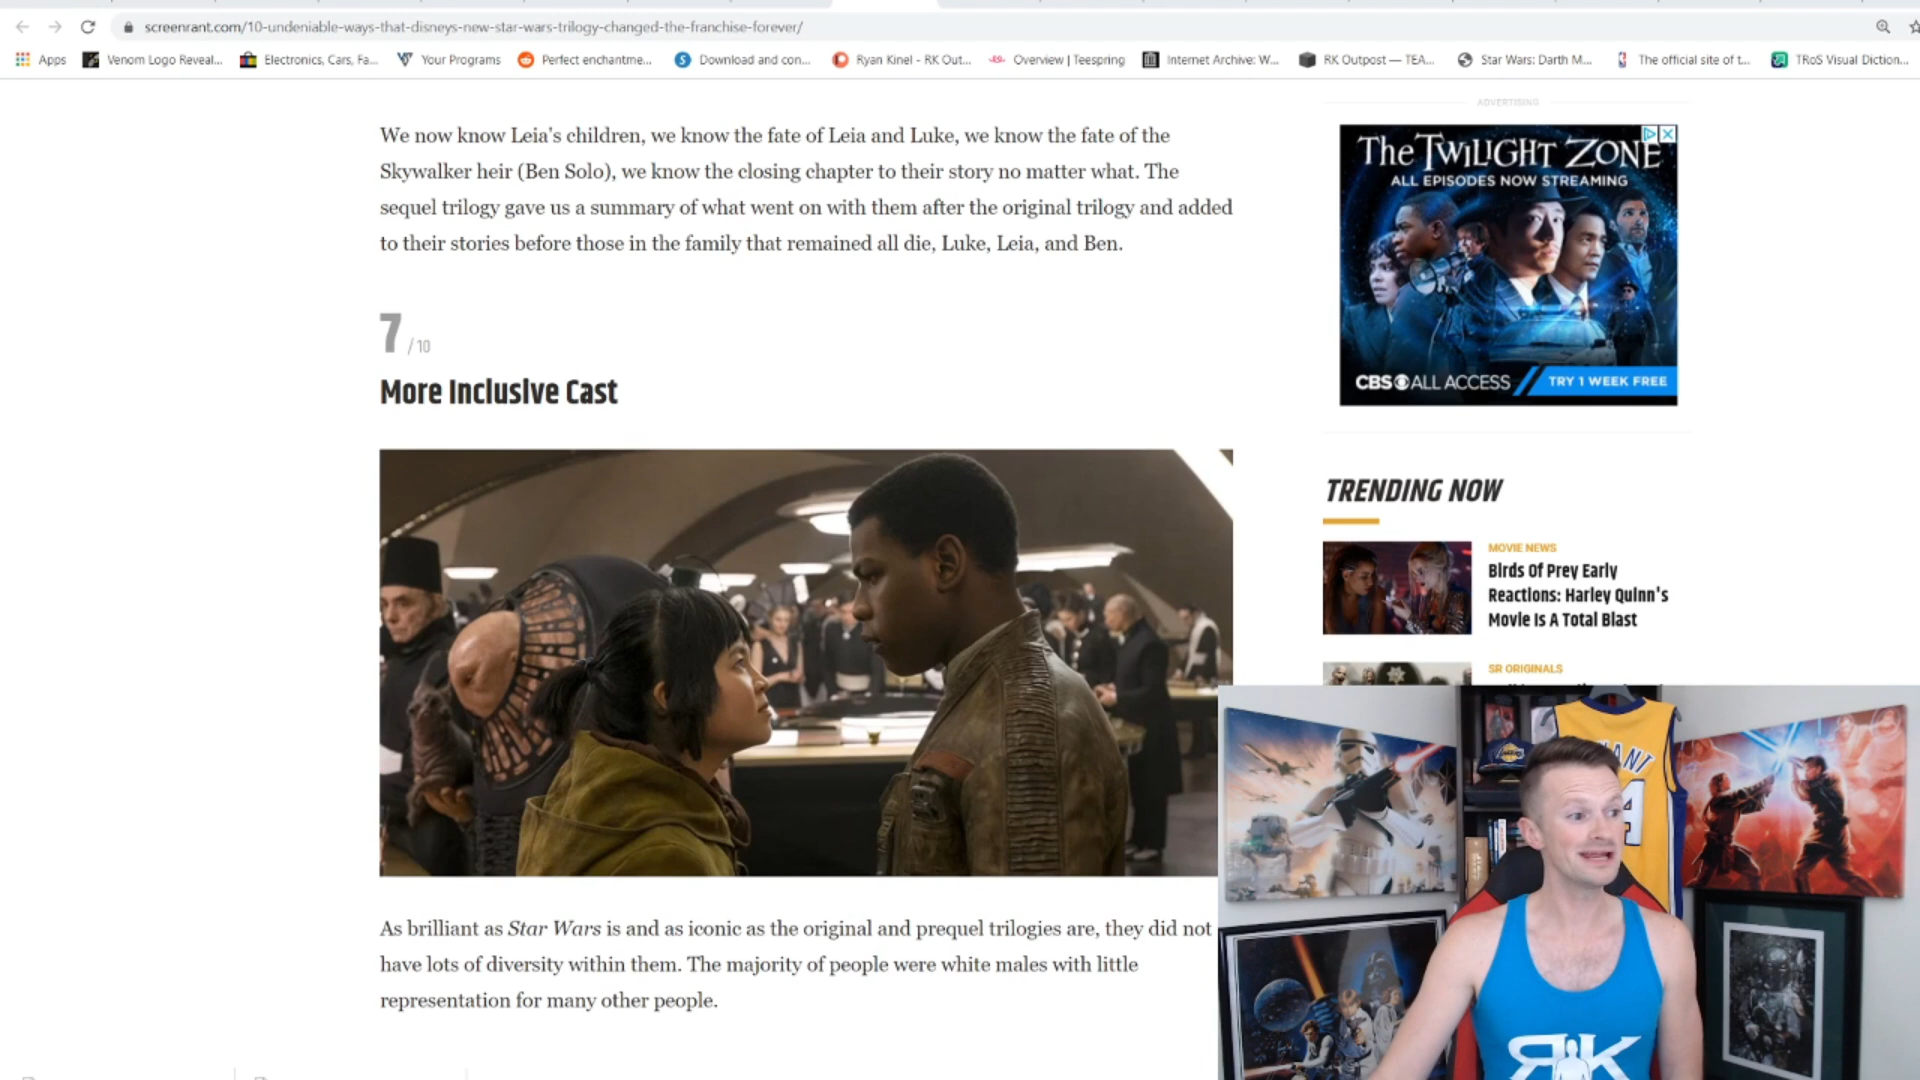 screenrant.com/10-undeniable-ways-that-disneys-new-star-wars-trilogy-changed-the-franchise-forever/
Apps Venom Logo Reveal... Electronics, Cars, Fa... Your Programs Perfect enchantme... Download and con... Ryan Kinel - RK Out... Overview | Teespring Internet Archive: W... RK Outpost — TEA... Star Wars: Darth M... The official site of t... TRoS Visual Diction...
ADVERTISING
We now know Leia's children, we know the fate of Leia and Luke, we know the fate of the
Skywalker heir (Ben Solo), we know the closing chapter to their story no matter what. The
sequel trilogy gave us a summary of what went on with them after the original trilogy and added
to their stories before those in the family that remained all die, Luke, Leia, and Ben.
7 / 10
More Inclusive Cast
As brilliant as Star Wars is and as iconic as the original and prequel trilogies are, they did not
have lots of diversity within them. The majority of people were white males with little
representation for many other people.
The TWILIGHT ZONE
ALL EPISODES NOW STREAMING
CBS ALL ACCESS TRY 1 WEEK FREE
TRENDING NOW
MOVIE NEWS
Birds Of Prey Early
Reactions: Harley Quinn's
Movie Is A Total Blast
SR ORIGINALS
ANT
4
RK